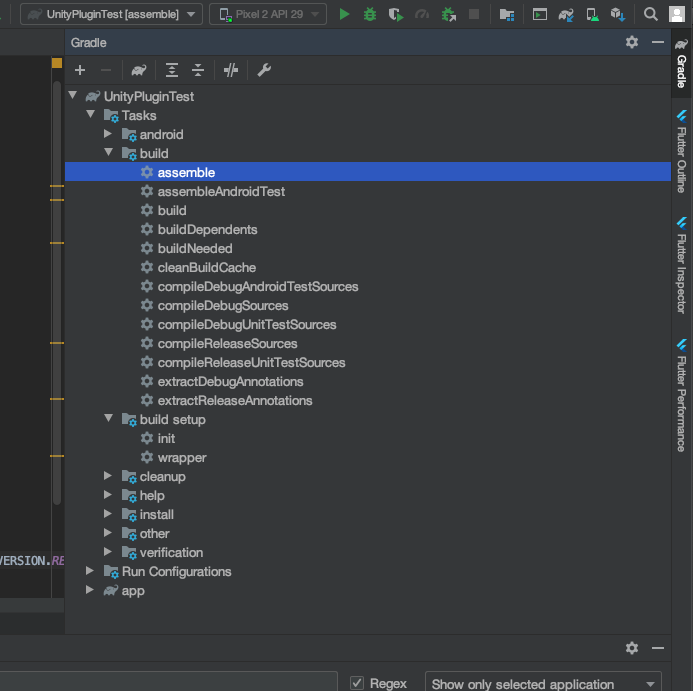 UnityPluginTest [assemble]
Pixel 2 API 29
Gradle
UnityPluginTest
Tasks
android
build
assemble
assembleAndroidTest
build
buildDependents
buildNeeded
cleanBuildCache
compileDebugAndroidTestSources
compileDebugSources
compileDebugUnitTestSources
compileReleaseSources
compileReleaseUnitTestSources
extractDebugAnnotations
extractReleaseAnnotations
build setup
init
wrapper
cleanup
help
install
other
verification
Run Configurations
app
VERSION.RE
Gradle
Flutter Outline
Flutter Inspector
Flutter Performance
Regex
Show only selected application